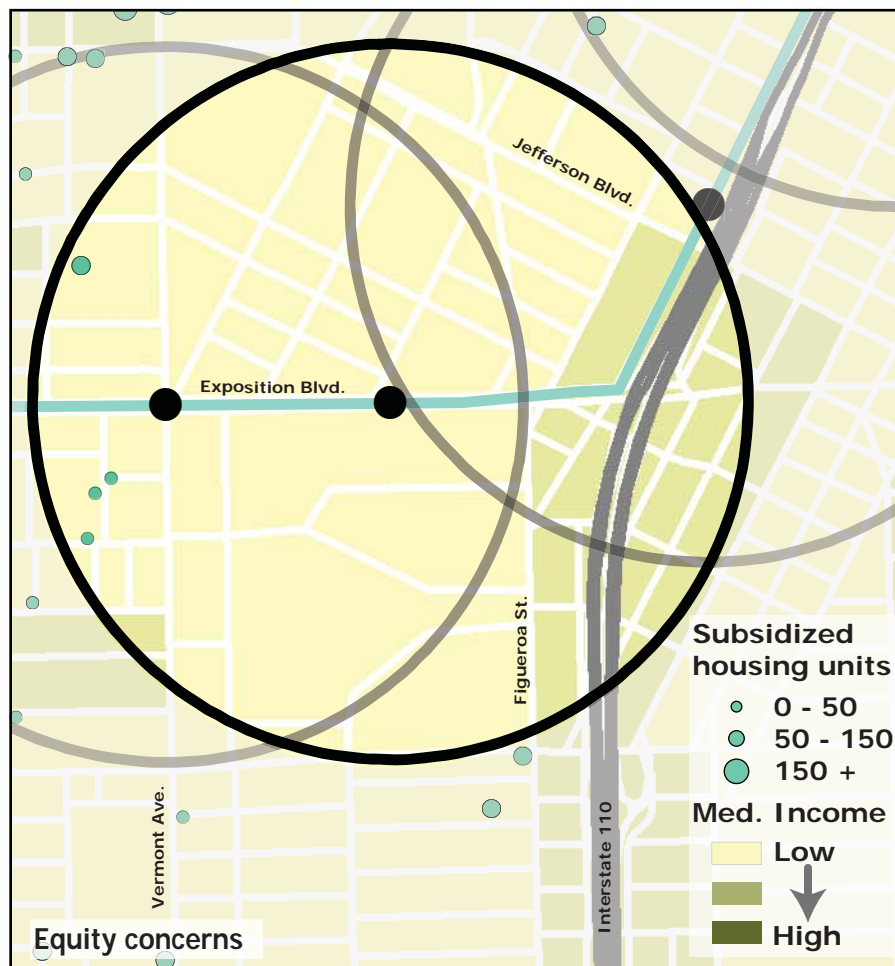 Jefferson Blvd.
Exposition Blvd.
Figueroa St.
Vermont Ave.
Interstate 110
Subsidized
housing units
0 - 50
50 - 150
150 +
Med. Income
Low
High
Equity concerns